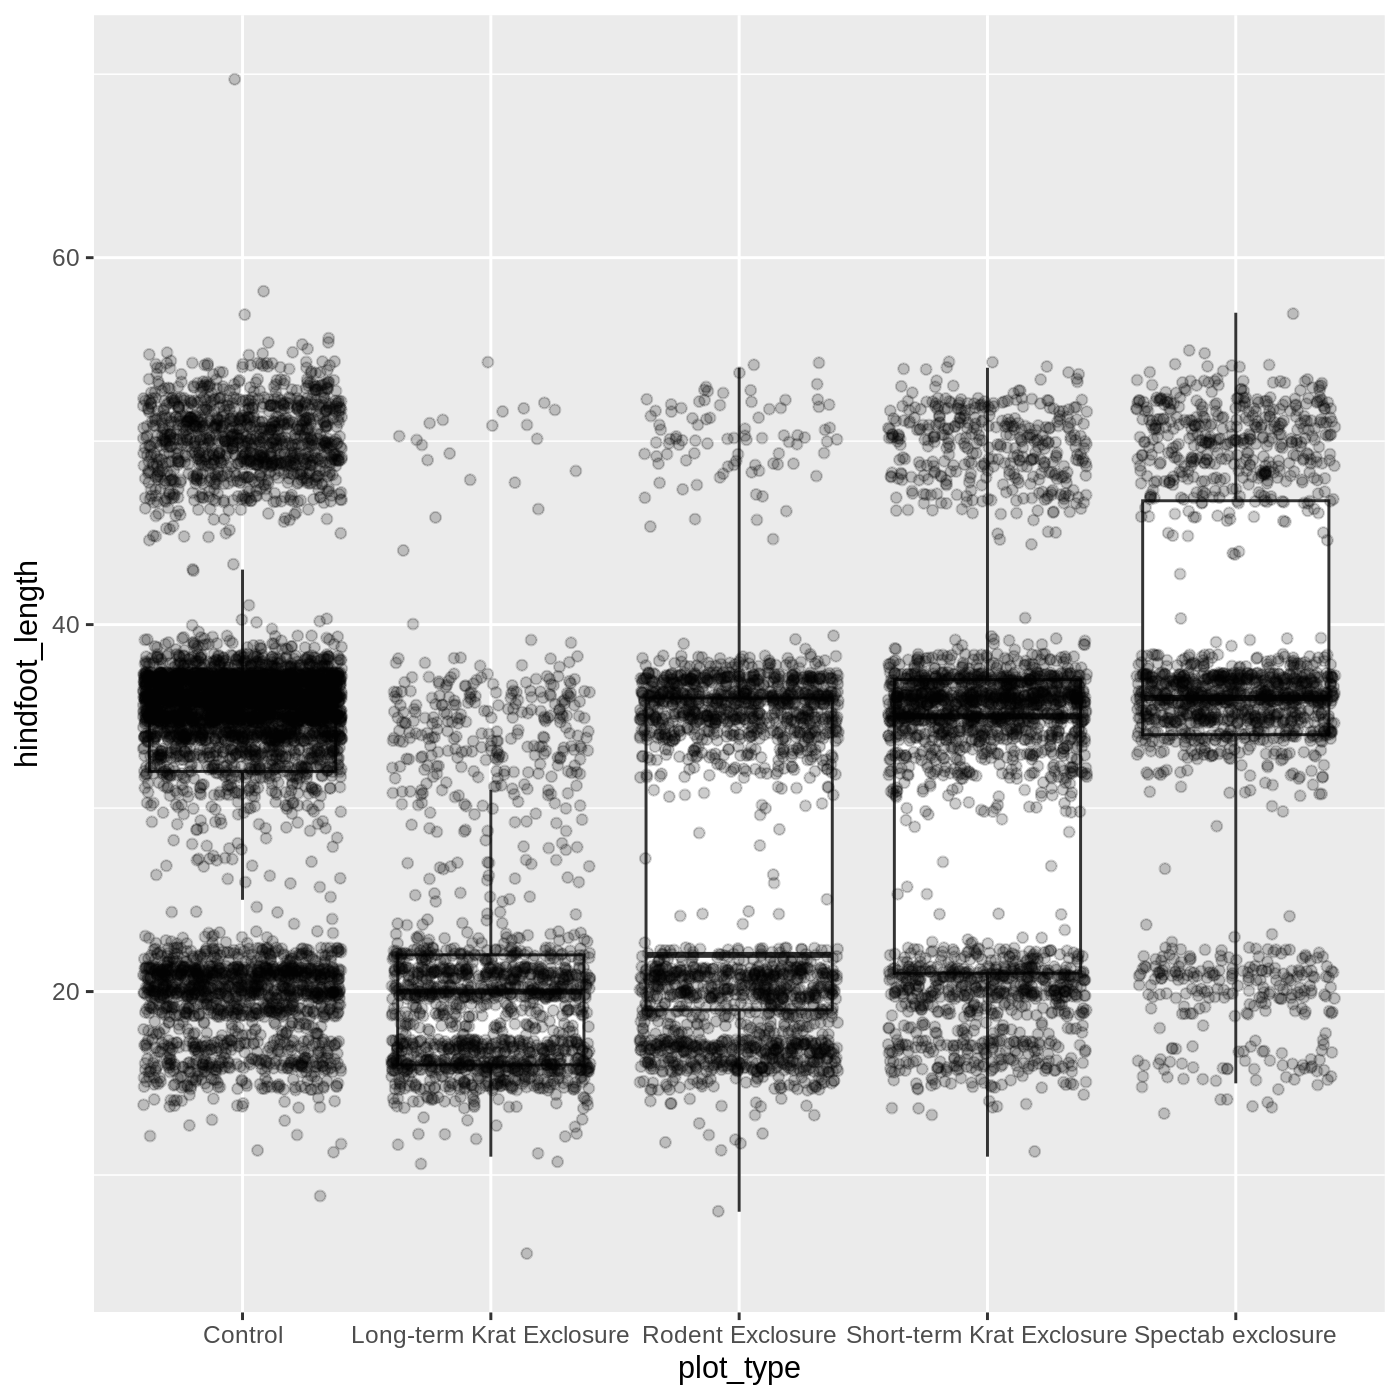 hindfoot_length
60
40
20
Control Long-term Krat Exclosure Rodent Exclosure Short-term Krat Exclosure Spectab exclosure
plot_type